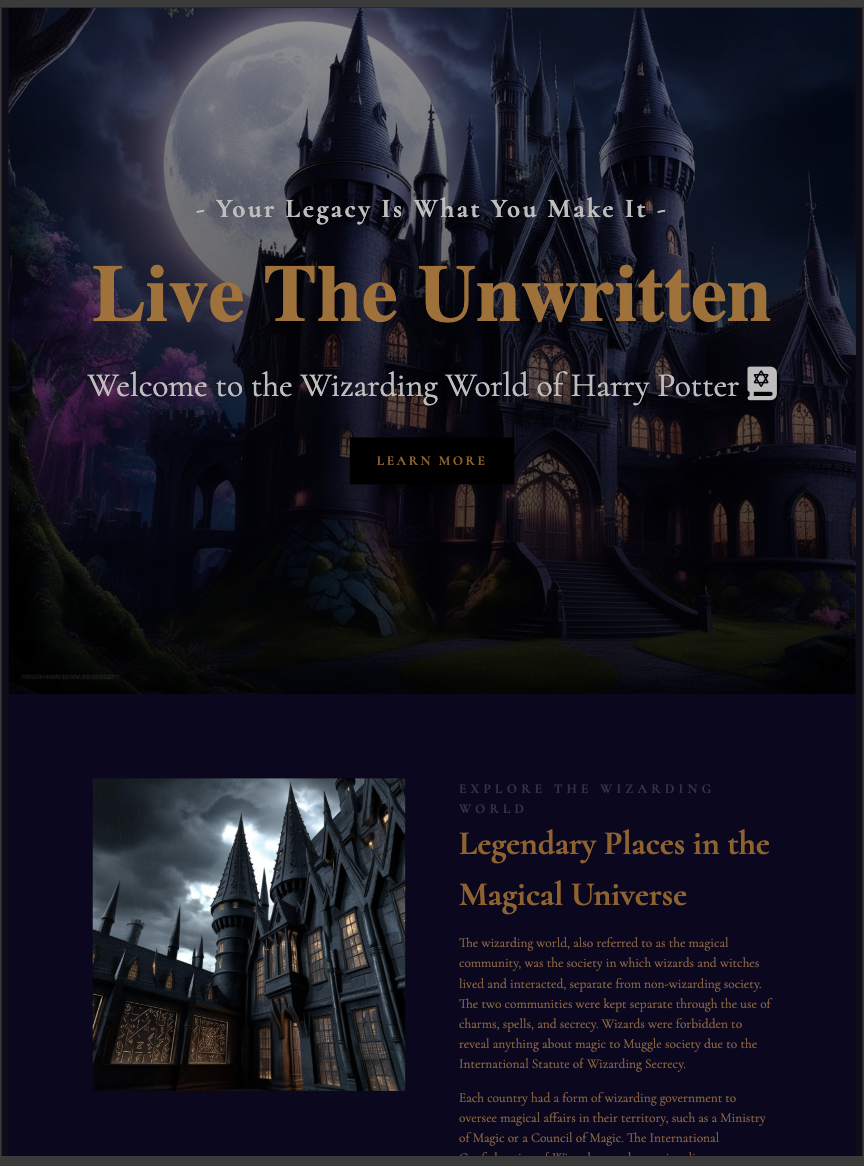 - Your Legacy Is What You Make It -
Live The Unwritten
Welcome to the Wizarding World of Harry Potter
LEARN MORE
EXPLORE THE WIZARDING
WORLD
Legendary Places in the
Magical Universe
The wizarding world, also referred to as the magical
community, was the society in which wizards and witches
lived and interacted, separate from non-wizarding society.
The two communities were kept separate through the use of
charms, spells, and secrecy. Wizards were forbidden to
reveal anything about magic to Muggle society due to the
International Statute of Wizarding Secrecy.
Each country had a form of wizarding government to
oversee magical affairs in their territory, such as a Ministry
of Magic or a Council of Magic. The International